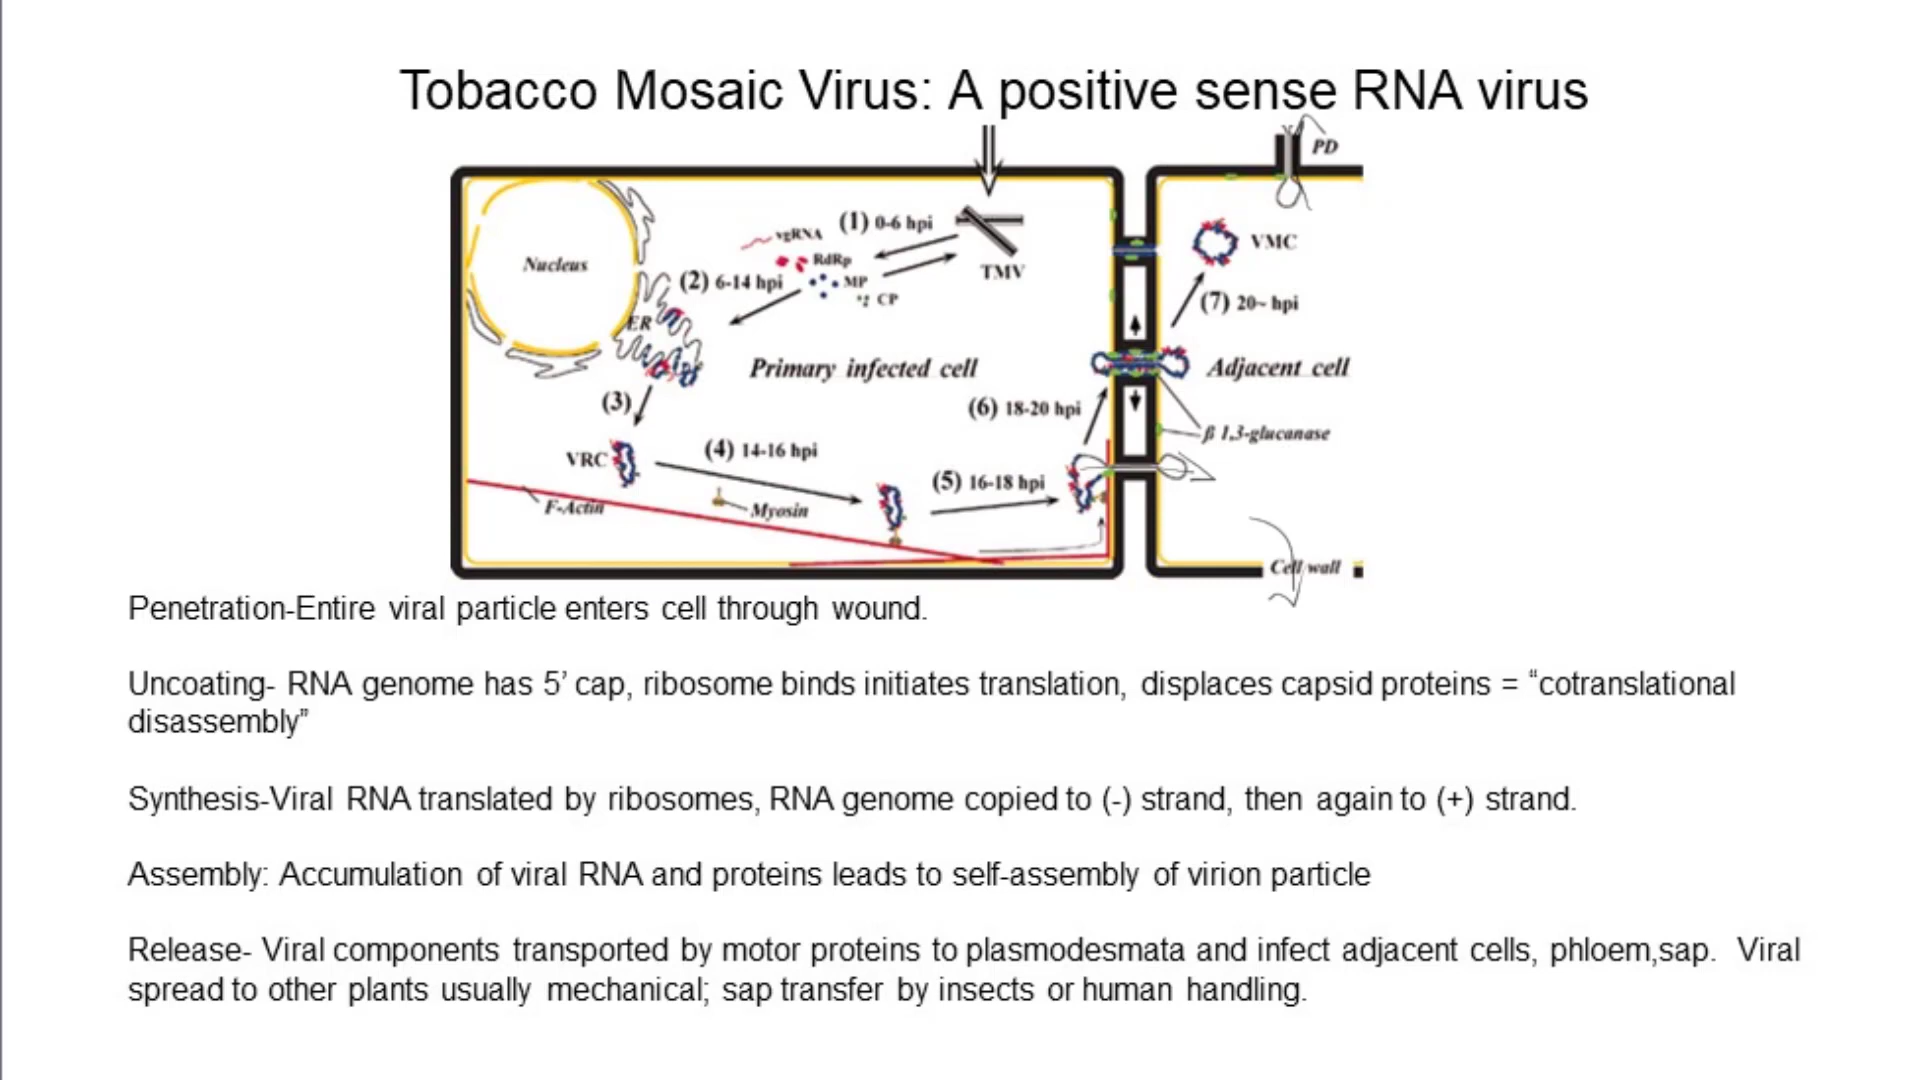 Tobacco Mosaic Virus: A positive sense RNA virus
PD
Nucleus
vgRNA
(1) 0-6 hpi
RdRp
MP
CP
TMV
(2) 6-14 hpi
ER
VMC
(7) 20~ hpi
Primary infected cell
Adjacent cell
(3)
(6) 18-20 hpi
β 1,3-glucanase
VRC
(4) 14-16 hpi
(5) 16-18 hpi
F-Actin
Myosin
Cell wall
Penetration-Entire viral particle enters cell through wound.
Uncoating- RNA genome has 5’ cap, ribosome binds initiates translation, displaces capsid proteins = “cotranslational
disassembly”
Synthesis-Viral RNA translated by ribosomes, RNA genome copied to (-) strand, then again to (+) strand.
Assembly: Accumulation of viral RNA and proteins leads to self-assembly of virion particle
Release- Viral components transported by motor proteins to plasmodesmata and infect adjacent cells, phloem,sap. Viral
spread to other plants usually mechanical; sap transfer by insects or human handling.